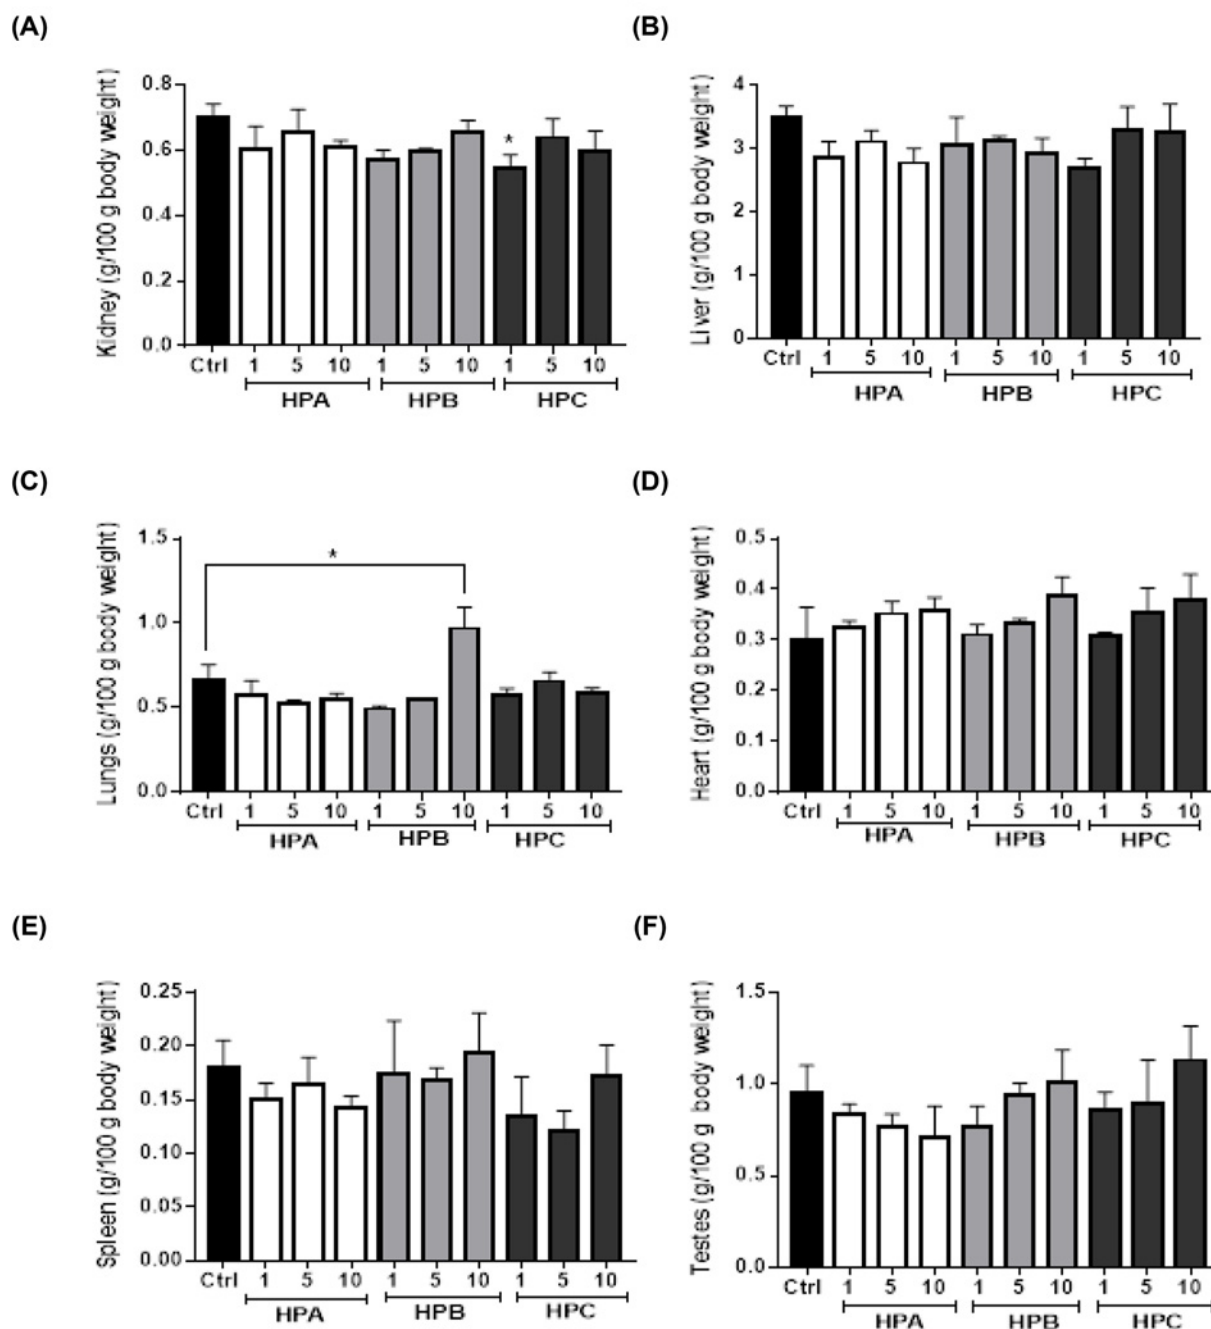 (A)
Kidney (g/100 g body weight)
0.8
0.6
0.4
0.2
0.0
*
Ctrl 1 5 10 1 5 10 1 5 10
HPA HPB HPC
(B)
Liver (g/100 g body weight)
4
3
2
1
0
Ctrl 1 5 10 1 5 10 1 5 10
HPA HPB HPC
(C)
Lungs (g/100 g body weight)
1.5
1.0
0.5
0.0
*
Ctrl 1 5 10 1 5 10 1 5 10
HPA HPB HPC
(D)
Heart (g/100 g body weight)
0.5
0.4
0.3
0.2
0.1
0.0
Ctrl 1 5 10 1 5 10 1 5 10
HPA HPB HPC
(E)
Spleen (g/100 g body weight)
0.25
0.20
0.15
0.10
0.05
0.00
Ctrl 1 5 10 1 5 10 1 5 10
HPA HPB HPC
(F)
Testes (g/100 g body weight)
1.5
1.0
0.5
0.0
Ctrl 1 5 10 1 5 10 1 5 10
HPA HPB HPC